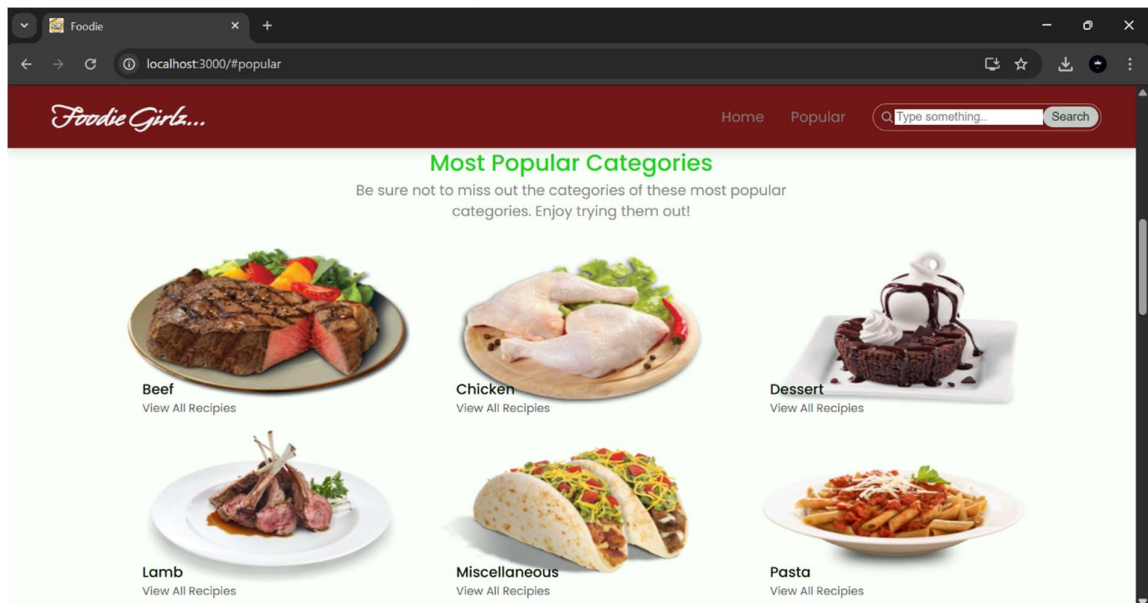 Foodie
localhost:3000/#popular
Foodie Girlz...
Home Popular Type something.. Search
Most Popular Categories
Be sure not to miss out the categories of these most popular
categories. Enjoy trying them out!
Beef Chicken Dessert
View All Recipies View All Recipies View All Recipies
Lamb Miscellaneous Pasta
View All Recipies View All Recipies View All Recipies